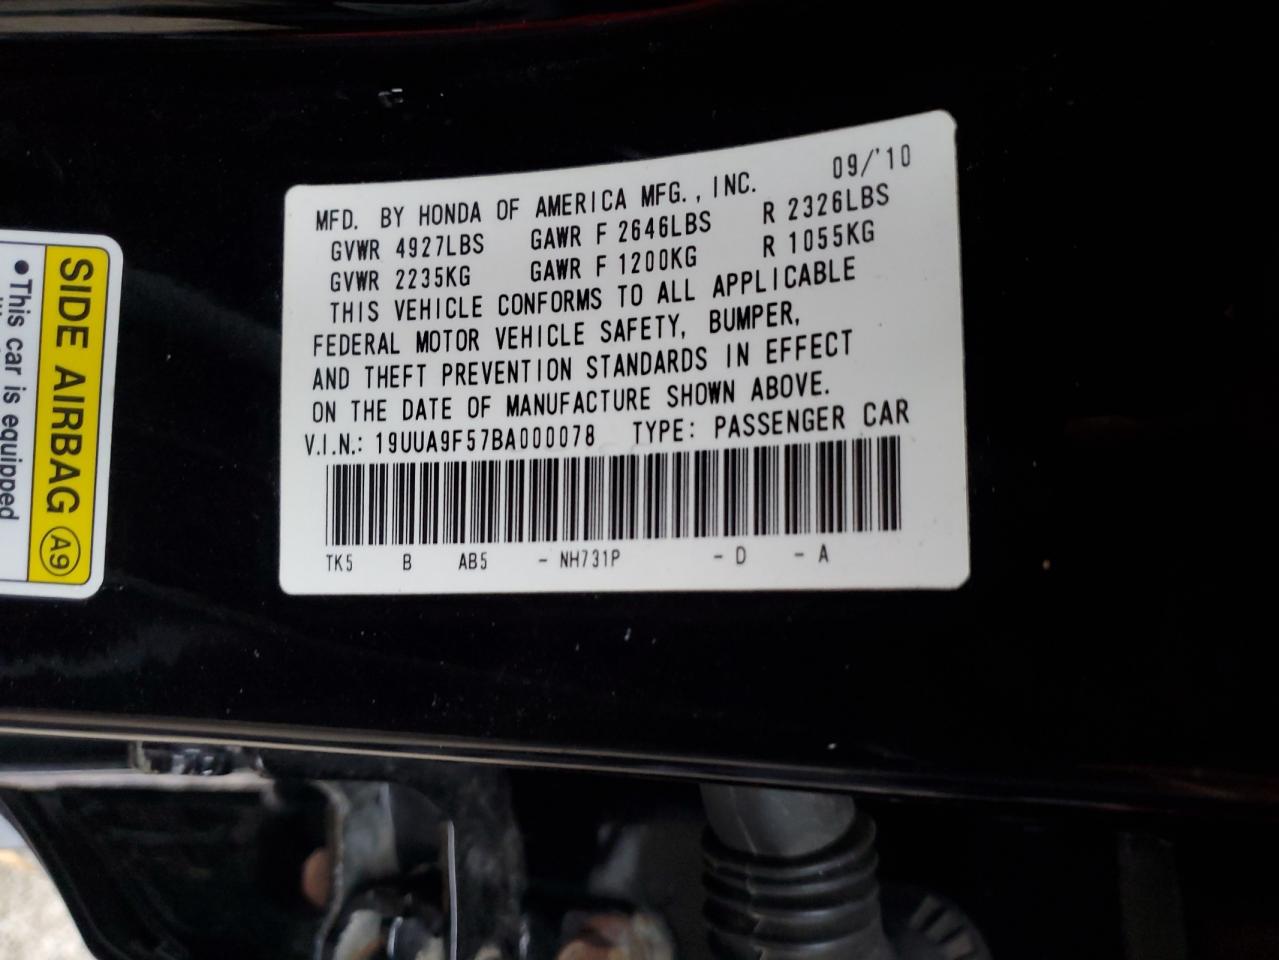 09/'10
MFD. BY HONDA OF AMERICA MFG., INC.
GVWR 4927LBS GAWR F 2646LBS R 2326LBS
GVWR 2235KG GAWR F 1200KG R 1055KG
THIS VEHICLE CONFORMS TO ALL APPLICABLE
FEDERAL MOTOR VEHICLE SAFETY, BUMPER,
AND THEFT PREVENTION STANDARDS IN EFFECT
ON THE DATE OF MANUFACTURE SHOWN ABOVE.
V.I.N.: 19UUA9F57BA000078 TYPE: PASSENGER CAR
TK5 B AB5 - NH731P - D - A
SIDE AIRBAG A9
•This car is equipped